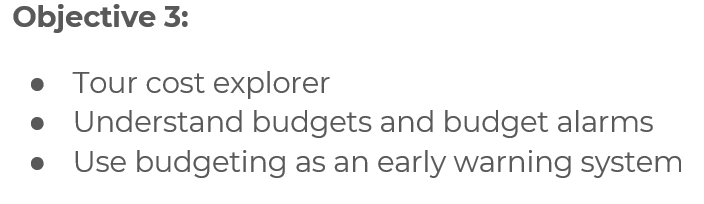 Objective 3:
● Tour cost explorer
● Understand budgets and budget alarms
● Use budgeting as an early warning system